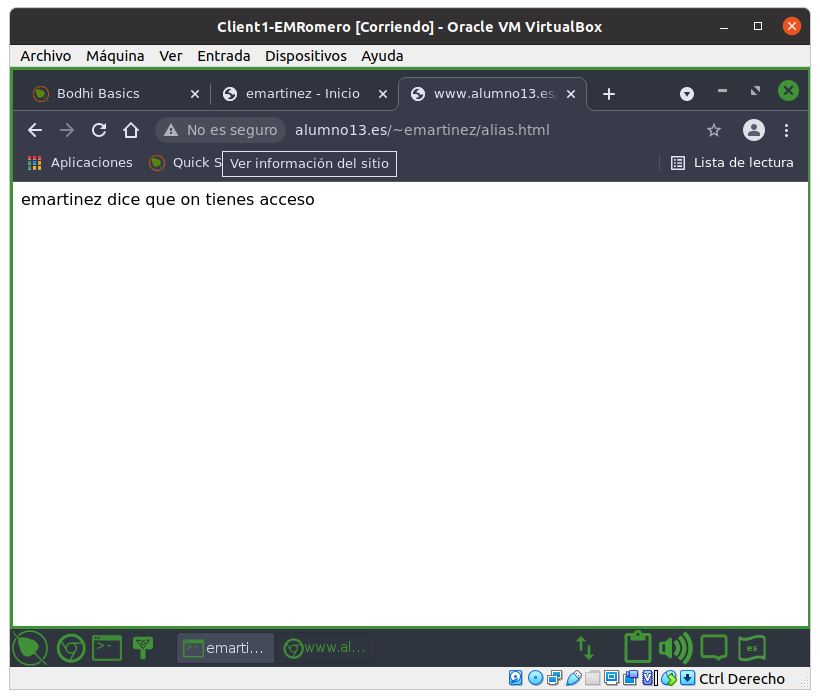 Client1-EMRomero [Corriendo] - Oracle VM VirtualBox
Archivo Máquina Ver Entrada Dispositivos Ayuda
Bodhi Basics emartinez - Inicio www.alumno13.es
No es seguro alumno13.es/~emartinez/alias.html
Aplicaciones Quick S Ver información del sitio Lista de lectura
emartinez dice que on tienes acceso
emarti... www.al...
es
Ctrl Derecho